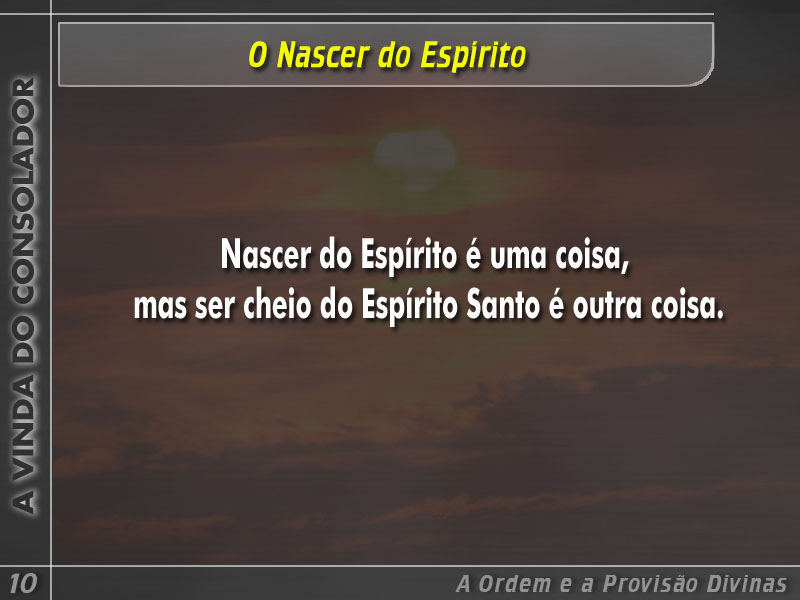 O Nascer do Espírito
A VINDA DO CONSOLADOR
Nascer do Espírito é uma coisa,
mas ser cheio do Espírito Santo é outra coisa.
10
A Ordem e a Provisão Divinas